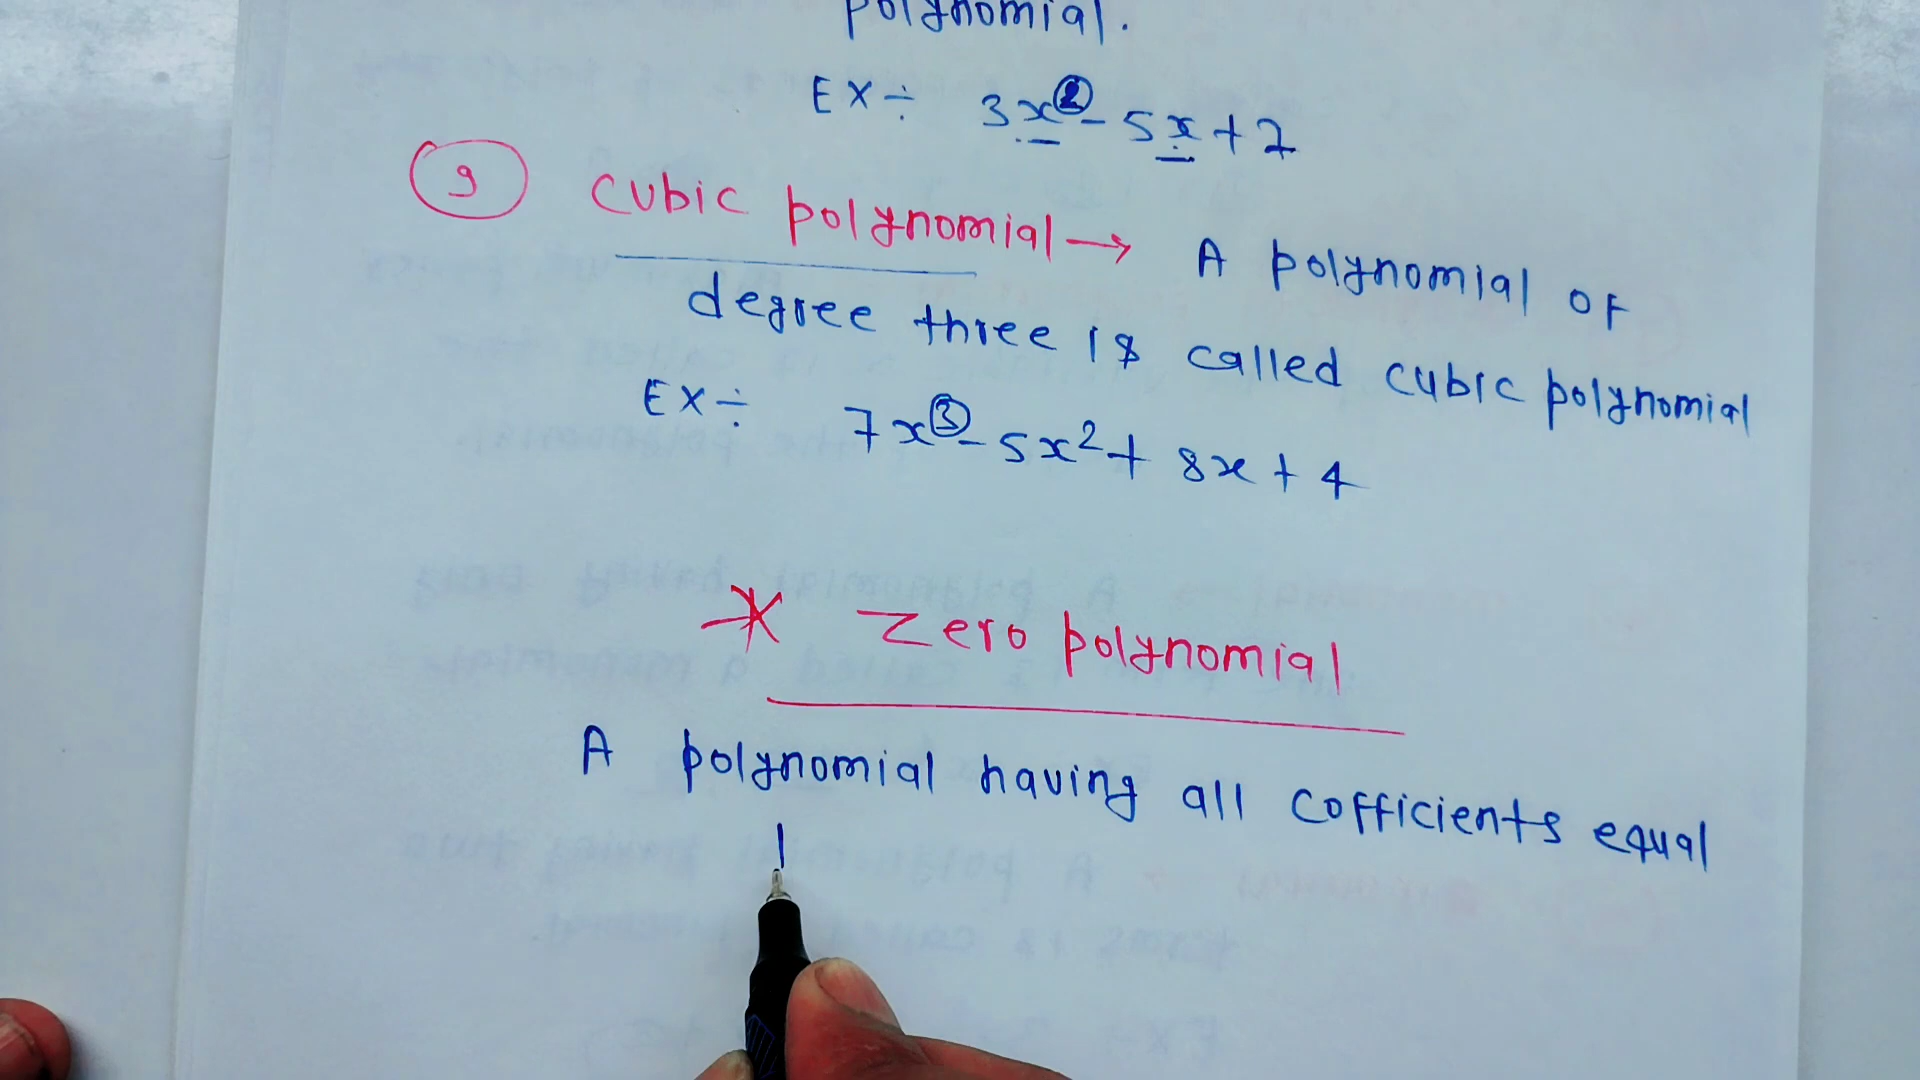 polynomial.
EX÷ 3x²-5x+7
9 cubic polynomial→ A polynomial of
degree three is called cubic polynomial
EX÷ 7x³-5x²+8x+4
* Zero polynomial
A polynomial having all cofficients equal